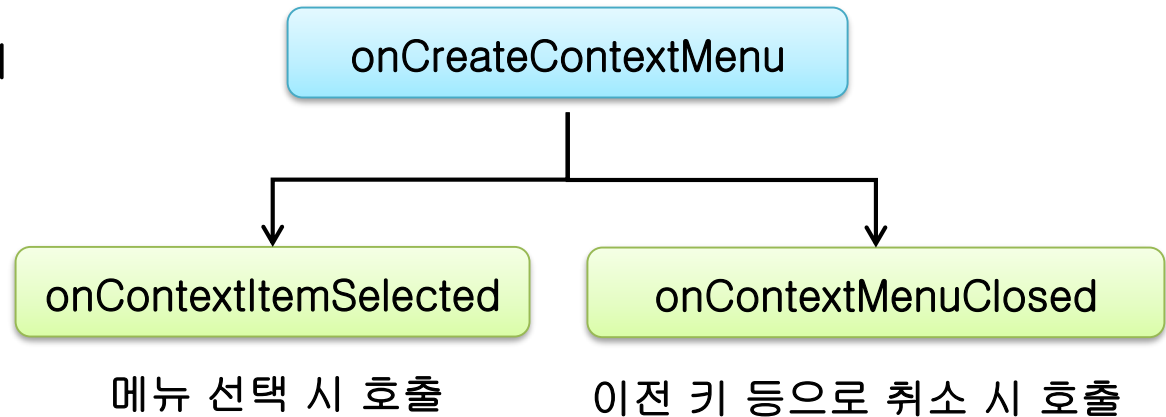 onCreateContextMenu
onContextItemSelected
onContextMenuClosed
메뉴 선택 시 호출
이전 키 등으로 취소 시 호출